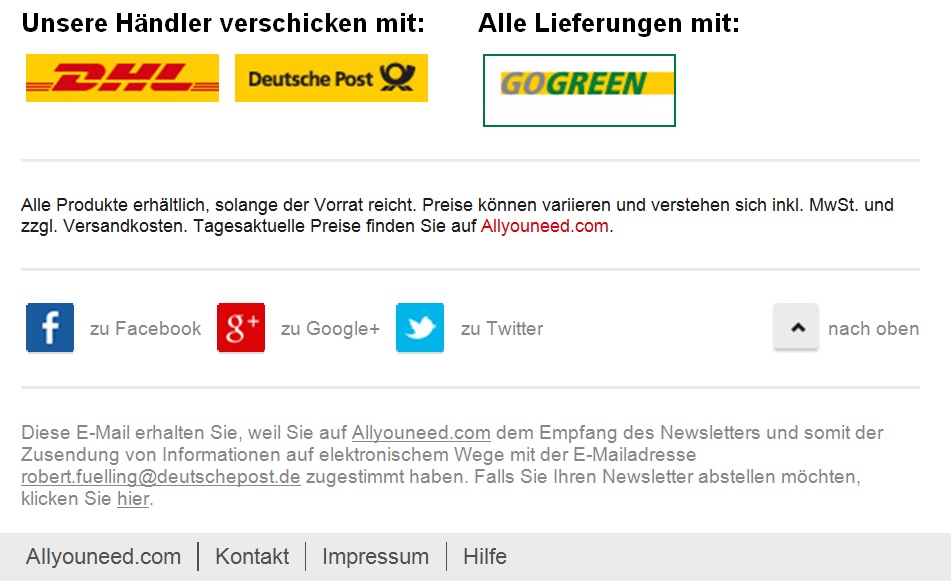 Unsere Händler verschicken mit: Alle Lieferungen mit:
DHL Deutsche Post GOGREEN
Alle Produkte erhältlich, solange der Vorrat reicht. Preise können variieren und verstehen sich inkl. MwSt. und
zzgl. Versandkosten. Tagesaktuelle Preise finden Sie auf Allyouneed.com.
f zu Facebook g+ zu Google+ zu Twitter nach oben
Diese E-Mail erhalten Sie, weil Sie auf Allyouneed.com dem Empfang des Newsletters und somit der
Zusendung von Informationen auf elektronischem Wege mit der E-Mailadresse
robert.fuelling@deutschepost.de zugestimmt haben. Falls Sie Ihren Newsletter abstellen möchten,
klicken Sie hier.
Allyouneed.com | Kontakt | Impressum | Hilfe